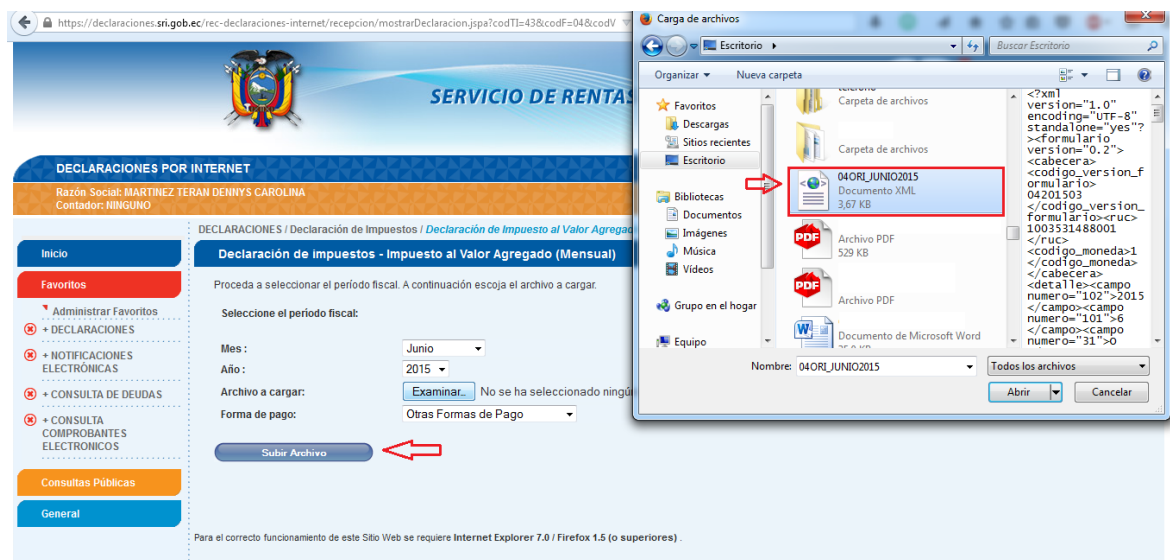 https://declaraciones.sri.gob.ec/rec-declaraciones-internet/recepcion/mostrarDeclaracion.jspa?codTI=43&codF=04&codV
SERVICIO DE RENTAS
DECLARACIONES POR INTERNET
Razón Social: MARTINEZ TERAN DENNYS CAROLINA
Contador: NINGUNO
DECLARACIONES / Declaración de Impuestos / Declaración de Impuesto al Valor Agregad
Inicio
Favoritos
Administrar Favoritos
+ DECLARACIONES
+ NOTIFICACIONES
ELECTRÓNICAS
+ CONSULTA DE DEUDAS
+ CONSULTA
COMPROBANTES
ELECTRONICOS
Consultas Públicas
General
Declaración de impuestos - Impuesto al Valor Agregado (Mensual)
Proceda a seleccionar el período fiscal. A continuación escoja el archivo a cargar.
Seleccione el periodo fiscal:
Mes : Junio
Año : 2015
Archivo a cargar: Examinar... No se ha seleccionado ningú
Forma de pago: Otras Formas de Pago
Subir Archivo
Para el correcto funcionamiento de este Sitio Web se requiere Internet Explorer 7.0 / Firefox 1.5 (o superiores) .
Carga de archivos
Escritorio
Buscar Escritorio
Organizar
Nueva carpeta
Favoritos
Descargas
Sitios recientes
Escritorio
Bibliotecas
Documentos
Imágenes
Música
Vídeos
Grupo en el hogar
Equipo
Carpeta de archivos
Carpeta de archivos
04ORI_JUNIO2015
Documento XML
3,67 KB
PDF
Archivo PDF
529 KB
PDF
Archivo PDF
Documento de Microsoft Word
<?xml
version="1.0"
encoding="UTF-8"
standalone="yes"?
><formulario
version="0.2">
<cabecera>
<codigo_version_f
ormulario>
04201503
</codigo_version_
formulario><ruc>
1003531488001
</ruc>
<codigo_moneda>1
</codigo_moneda>
</cabecera>
<detalle><campo
numero="102">2015
</campo><campo
numero="101">6
</campo><campo
numero="31">O
Nombre: 04ORI_JUNIO2015
Todos los archivos
Abrir
Cancelar